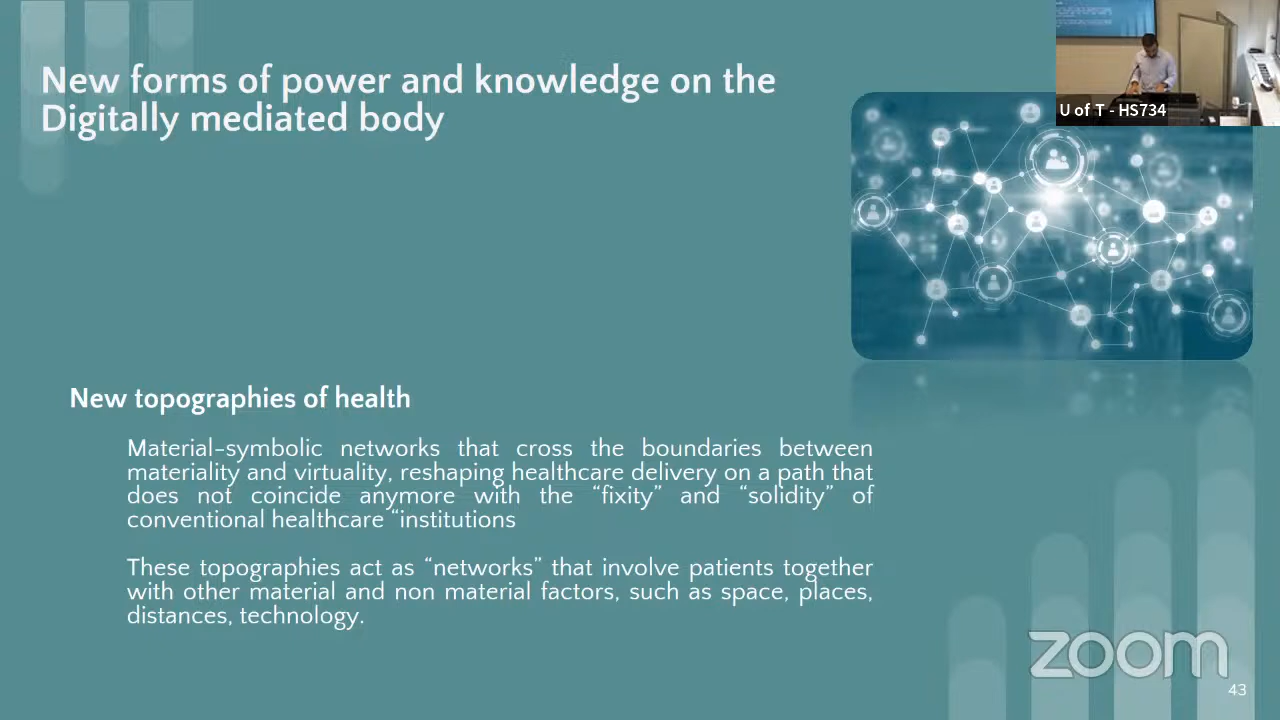 New forms of power and knowledge on the
Digitally mediated body
U of T - HS734
New topographies of health
Material-symbolic networks that cross the boundaries between
materiality and virtuality, reshaping healthcare delivery on a path that
does not coincide anymore with the “fixity” and “solidity” of
conventional healthcare “institutions
These topographies act as “networks” that involve patients together
with other material and non material factors, such as space, places,
distances, technology.
zoom
43